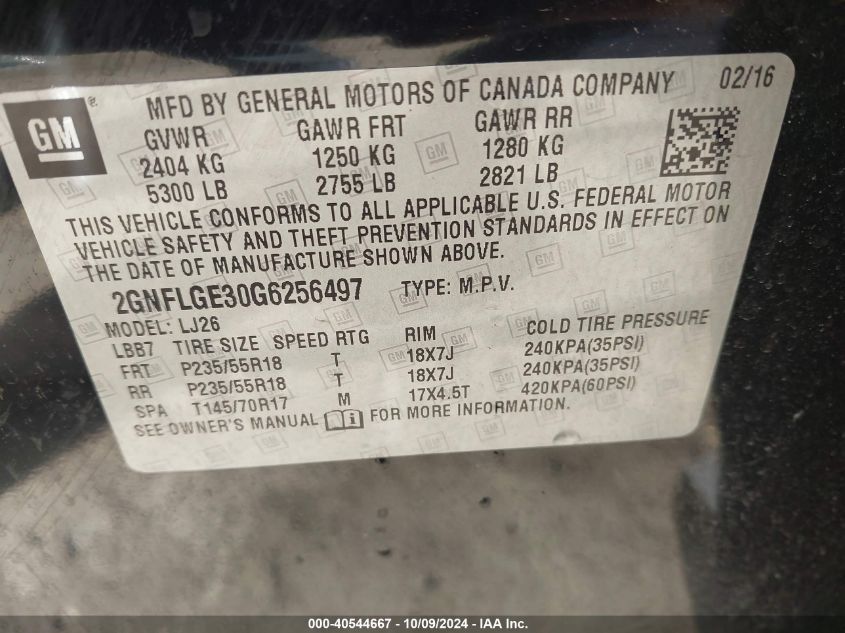 GM
MFD BY GENERAL MOTORS OF CANADA COMPANY 02/16
GVWR GAWR FRT GAWR RR
2404 KG 1250 KG 1280 KG
5300 LB 2755 LB 2821 LB
THIS VEHICLE CONFORMS TO ALL APPLICABLE U.S. FEDERAL MOTOR
VEHICLE SAFETY AND THEFT PREVENTION STANDARDS IN EFFECT ON
THE DATE OF MANUFACTURE SHOWN ABOVE.
2GNFLGE30G6256497 TYPE: M.P.V.
MODEL: LJ26
LBB7 TIRE SIZE SPEED RTG RIM COLD TIRE PRESSURE
FRT P235/55R18 T 18X7J 240KPA(35PSI)
RR P235/55R18 T 18X7J 240KPA(35PSI)
SPA T145/70R17 M 17X4.5T 420KPA(60PSI)
SEE OWNER'S MANUAL FOR MORE INFORMATION.
000-40544667 - 10/09/2024 - IAA Inc.